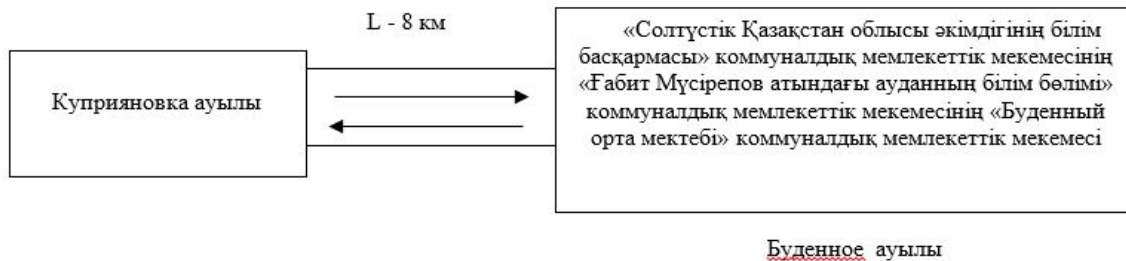 L - 8 км
Куприяновка ауылы
«Солтүстік Қазақстан облысы әкімдігінің білім
басқармасы» коммуналдық мемлекеттік мекемесінің
«Ғабит Мүсірепов атындағы ауданның білім бөлімі»
коммуналдық мемлекеттік мекемесінің «Буденный
орта мектебі» коммуналдық мемлекеттік мекемесі
Буденное ауылы